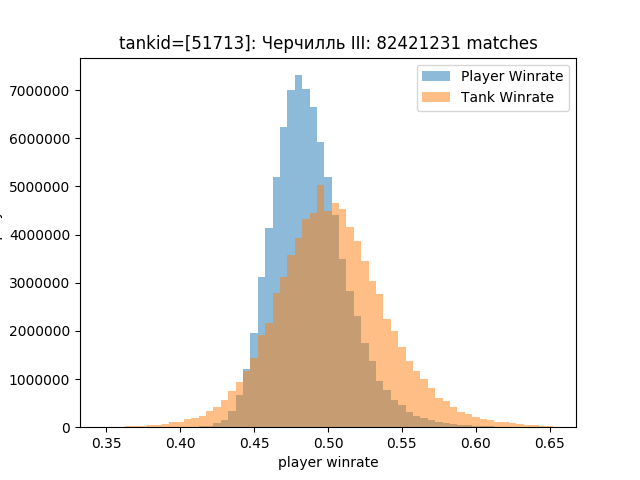 tankid=[51713]: Черчилль III: 82421231 matches
Player Winrate
Tank Winrate
7000000
6000000
5000000
4000000
3000000
2000000
1000000
0
0.35 0.40 0.45 0.50 0.55 0.60 0.65
player winrate